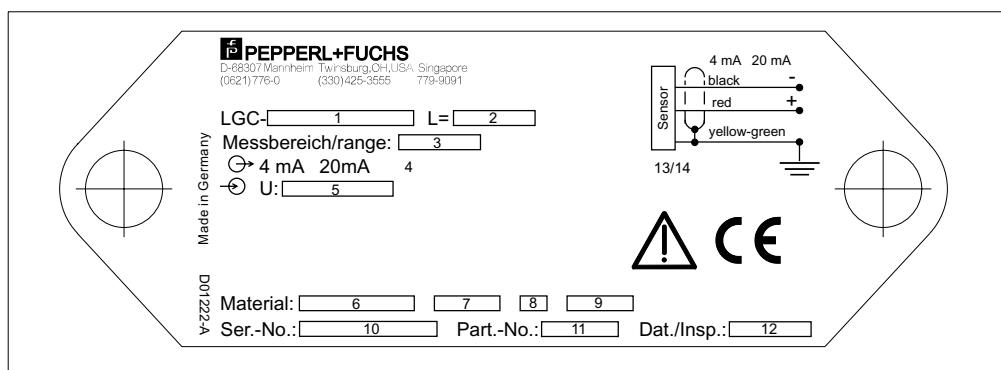 PEPPERL+FUCHS
D-68307 Mannheim Twinsburg,OH,USA Singapore
(0621)776-0 (330)425-3555 779-9091
LGC- 1 L= 2
Messbereich/range: 3
4 mA 20mA 4
U: 5
Made in Germany
D01222-A
Material: 6 7 8 9
Ser.-No.: 10 Part.-No.: 11 Dat./Insp.: 12
4 mA 20 mA
Sensor
black -
red +
yellow-green
13/14
CE